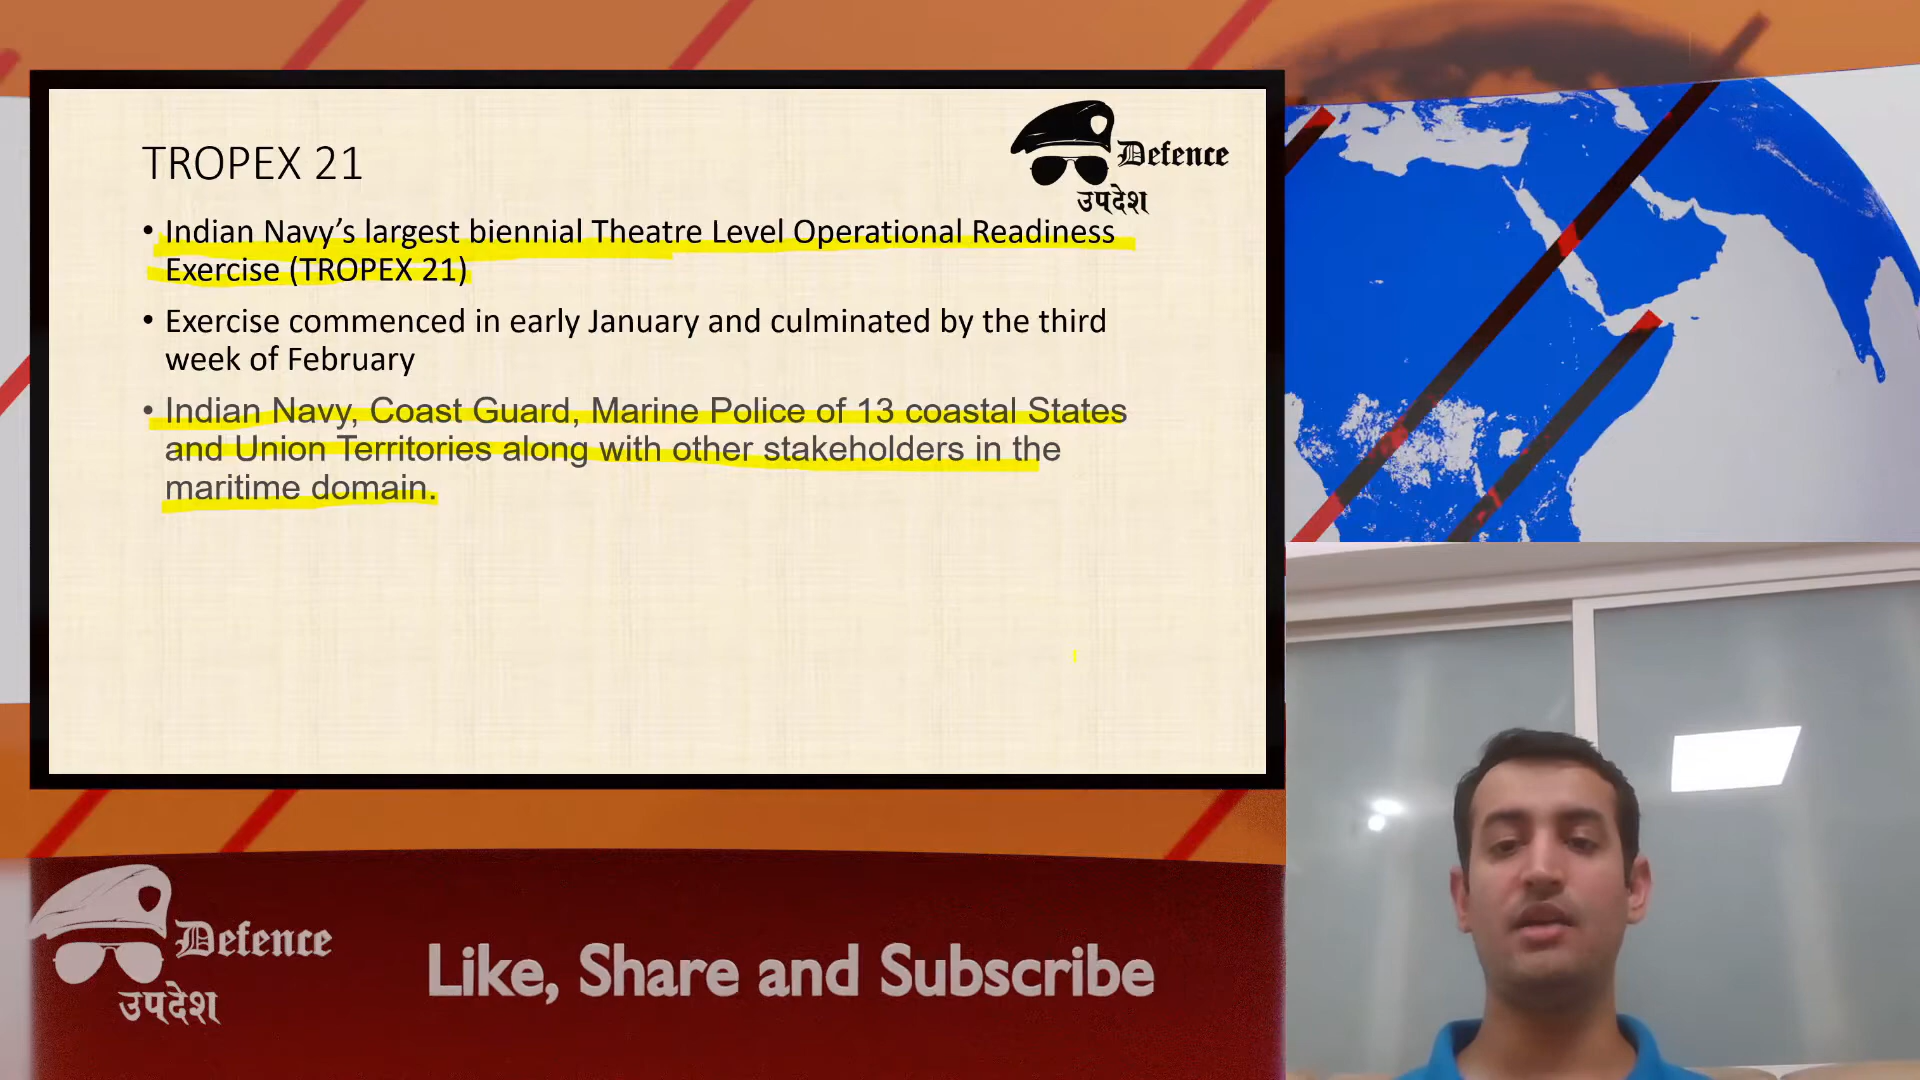 TROPEX 21
Defence
उपदेश
• Indian Navy’s largest biennial Theatre Level Operational Readiness
Exercise (TROPEX 21)
• Exercise commenced in early January and culminated by the third
week of February
• Indian Navy, Coast Guard, Marine Police of 13 coastal States
and Union Territories along with other stakeholders in the
maritime domain.
Defence
उपदेश
Like, Share and Subscribe